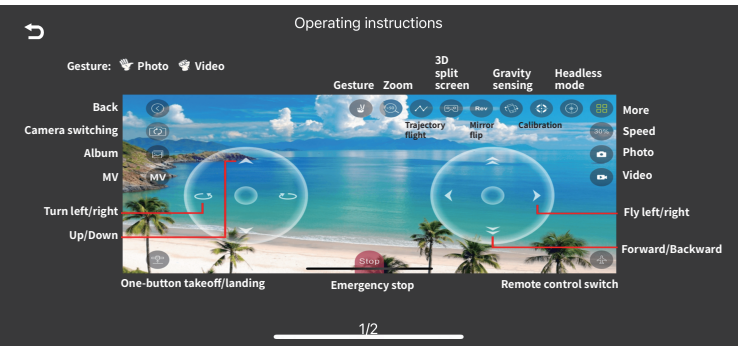 Operating instructions
Gesture: Photo Video
Gesture Zoom
3D
split
screen
Gravity
sensing
Headless
mode
Back
Camera switching
Album
MV
Turn left/right
Up/Down
MV
Rev
Trajectory
flight
Mirror
flip
Calibration
30%
More
Speed
Photo
Video
Fly left/right
Forward/Backward
Stop
One-button takeoff/landing
Emergency stop
Remote control switch
1/2